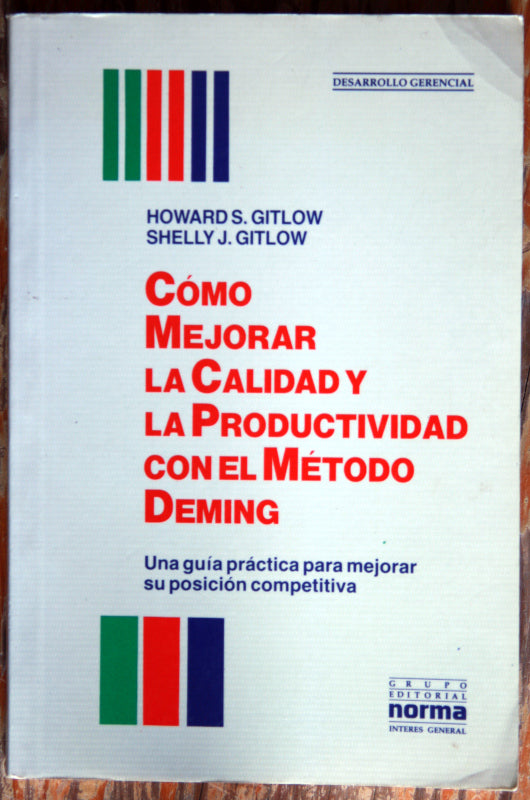 DESARROLLO GERENCIAL
HOWARD S. GITLOW
SHELLY J. GITLOW
CÓMO
MEJORAR
LA CALIDAD Y
LA PRODUCTIVIDAD
CON EL MÉTODO
DEMING
Una guía práctica para mejorar
su posición competitiva
GRUPO
EDITORIAL
norma
INTERES GENERAL